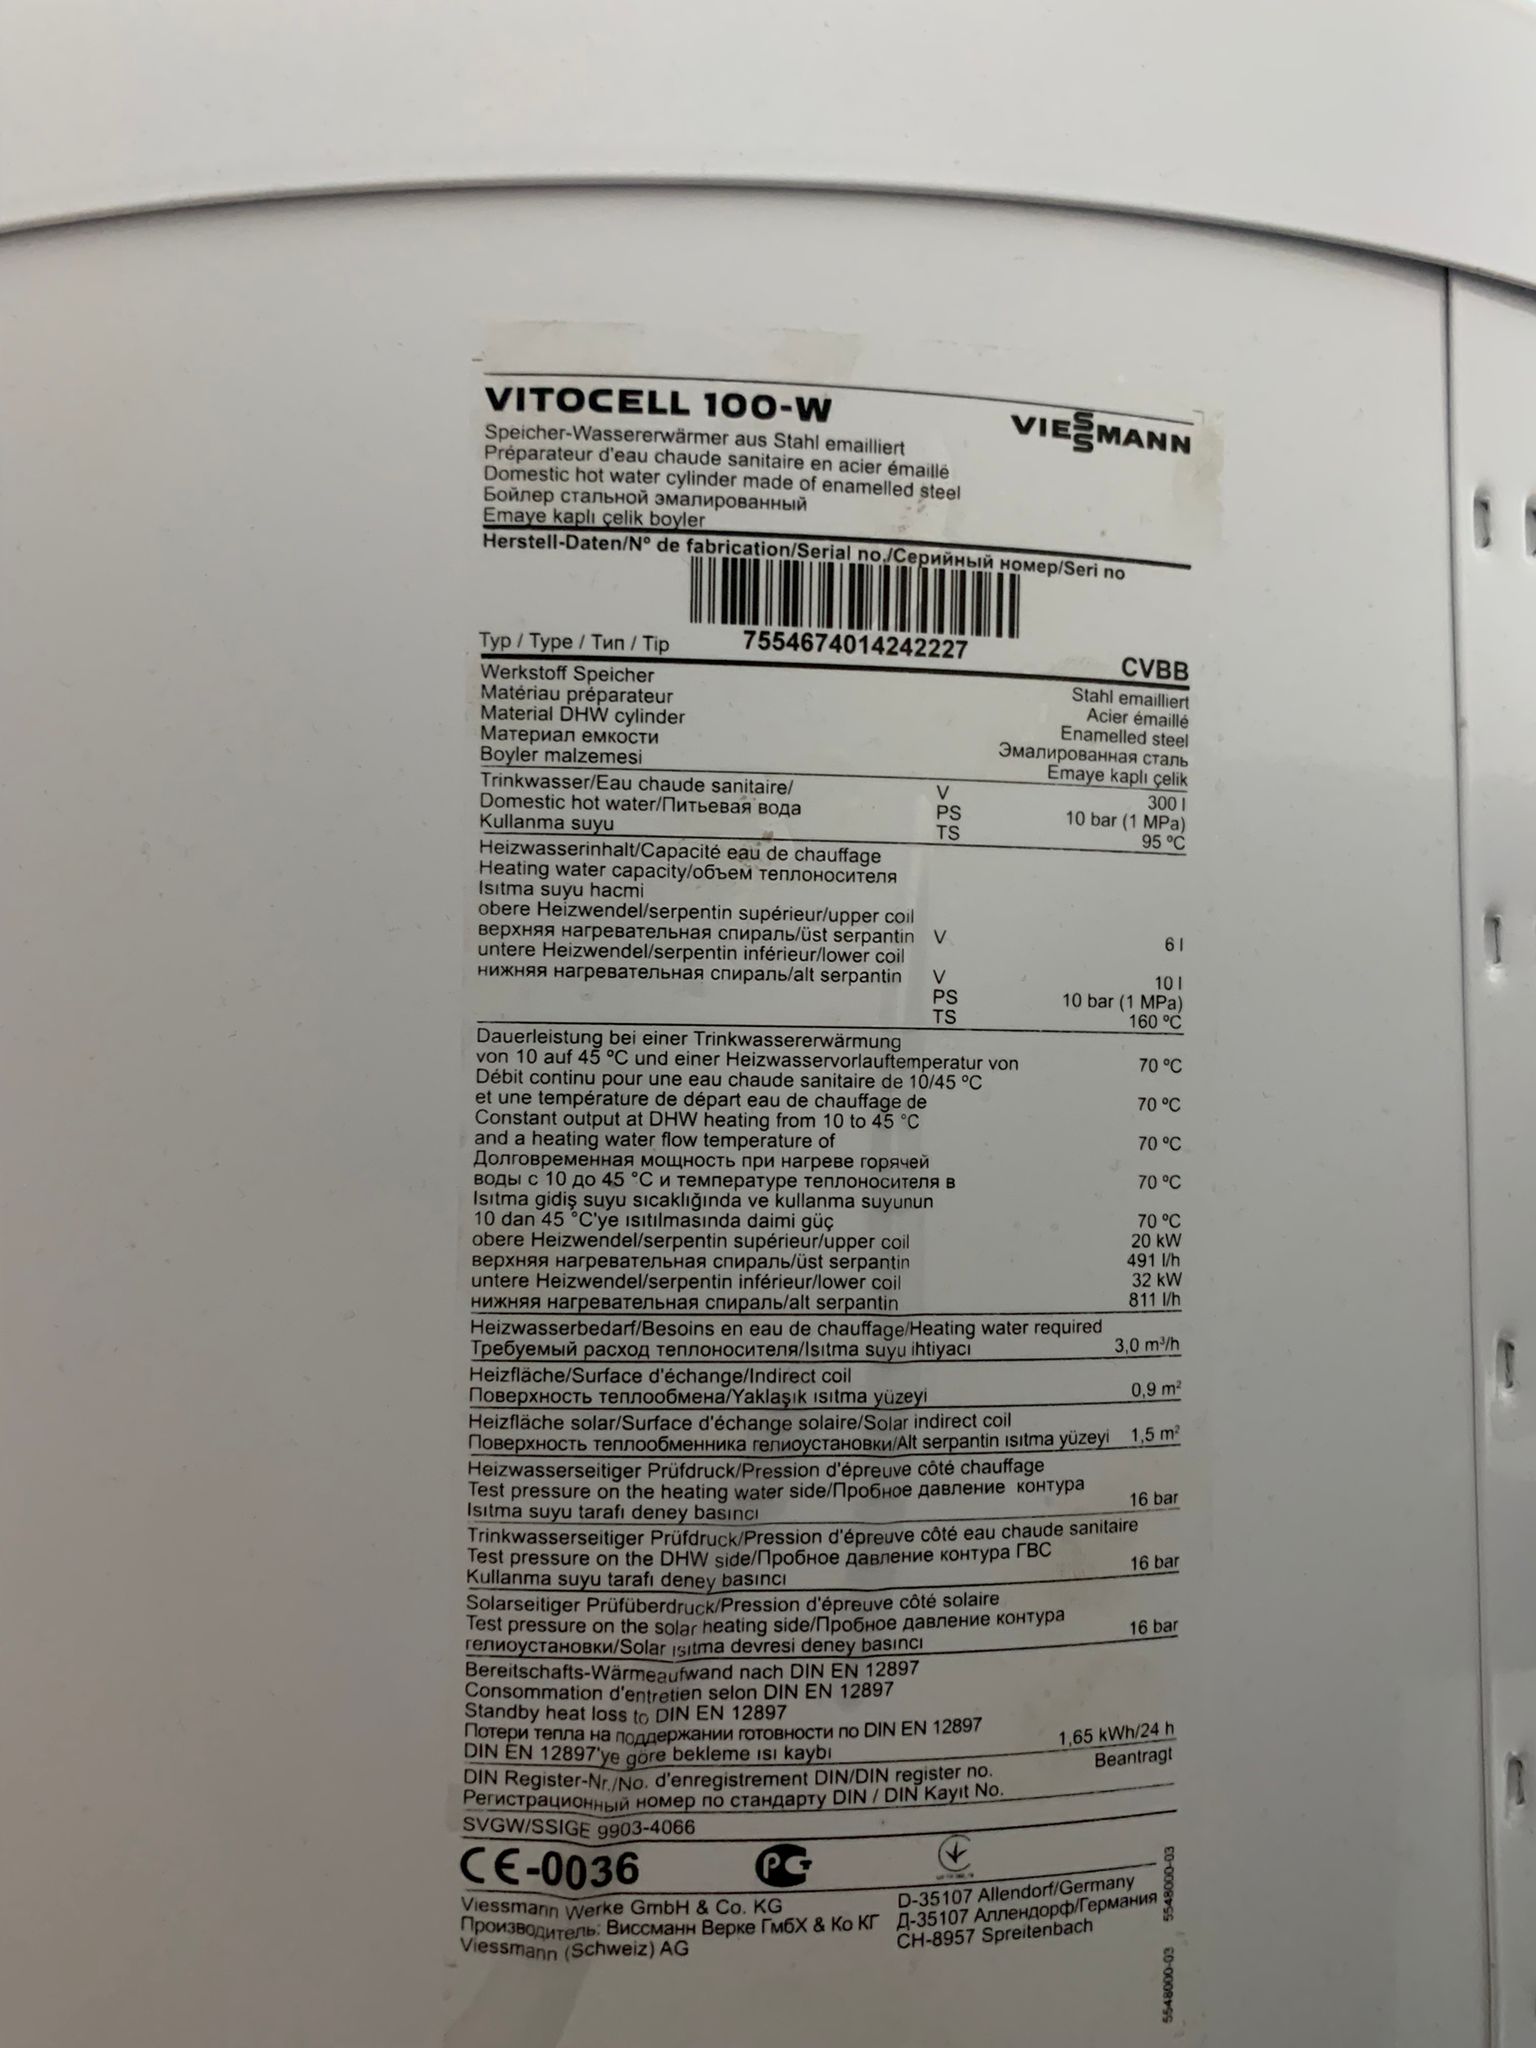 VITOCELL 100-W
VIESSMANN
Speicher-Wassererwärmer aus Stahl emailliert
Préparateur d'eau chaude sanitaire en acier émaillé
Domestic hot water cylinder made of enamelled steel
Бойлер стальной эмалированный
Emaye kaplı çelik boyler
Herstell-Daten/N° de fabrication/Serial no./Серийный номер/Seri no
7554674014242227
Typ / Type / Тип / Tip CVBB
Werkstoff Speicher Stahl emailliert
Matériau préparateur Acier émaillé
Material DHW cylinder Enamelled steel
Материал емкости Эмалированная сталь
Boyler malzemesi Emaye kaplı çelik
Trinkwasser/Eau chaude sanitaire/ V 300 l
Domestic hot water/Питьевая вода PS 10 bar (1 MPa)
Kullanma suyu TS 95 °C
Heizwasserinhalt/Capacité eau de chauffage
Heating water capacity/объем теплоносителя
Isıtma suyu hacmi
obere Heizwendel/serpentin supérieur/upper coil
верхняя нагревательная спираль/üst serpantin V 6 l
untere Heizwendel/serpentin inférieur/lower coil
нижняя нагревательная спираль/alt serpantin V 10 l
PS 10 bar (1 MPa)
TS 160 °C
Dauerleistung bei einer Trinkwassererwärmung
von 10 auf 45 °C und einer Heizwasservorlauftemperatur von 70 °C
Débit continu pour une eau chaude sanitaire de 10/45 °C
et une température de départ eau de chauffage de 70 °C
Constant output at DHW heating from 10 to 45 °C
and a heating water flow temperature of 70 °C
Долговременная мощность при нагреве горячей
воды с 10 до 45 °C и температуре теплоносителя в 70 °C
Isıtma gidiş suyu sıcaklığında ve kullanma suyunun
10 dan 45 °C'ye ısıtılmasında daimi güç 70 °C
obere Heizwendel/serpentin supérieur/upper coil 20 kW
верхняя нагревательная спираль/üst serpantin 491 l/h
untere Heizwendel/serpentin inférieur/lower coil 32 kW
нижняя нагревательная спираль/alt serpantin 811 l/h
Heizwasserbedarf/Besoins en eau de chauffage/Heating water required
Требуемый расход теплоносителя/Isıtma suyu ihtiyacı 3,0 m³/h
Heizfläche/Surface d'échange/Indirect coil
Поверхность теплообмена/Yaklaşık ısıtma yüzeyi 0,9 m²
Heizfläche solar/Surface d'échange solaire/Solar indirect coil
Поверхность теплообменника гелиоустановки/Alt serpantin ısıtma yüzeyi 1,5 m²
Heizwasserseitiger Prüfdruck/Pression d'épreuve côté chauffage
Test pressure on the heating water side/Пробное давление контура
Isıtma suyu tarafı deney basıncı 16 bar
Trinkwasserseitiger Prüfdruck/Pression d'épreuve côté eau chaude sanitaire
Test pressure on the DHW side/Пробное давление контура ГВС
Kullanma suyu tarafı deney basıncı 16 bar
Solarseitiger Prüfüberdruck/Pression d'épreuve côté solaire
Test pressure on the solar heating side/Пробное давление контура
гелиоустановки/Solar ısıtma devresi deney basıncı 16 bar
Bereitschafts-Wärmeaufwand nach DIN EN 12897
Consommation d'entretien selon DIN EN 12897
Standby heat loss to DIN EN 12897
Потери тепла на поддержании готовности по DIN EN 12897
DIN EN 12897'ye göre bekleme ısı kaybı 1,65 kWh/24 h
DIN Register-Nr./No. d'enregistrement DIN/DIN register no. Beantragt
Регистрационный номер по стандарту DIN / DIN Kayıt No.
SVGW/SSIGE 9903-4066
CE-0036
Viessmann Werke GmbH & Co. KG D-35107 Allendorf/Germany
Производитель: Виссманн Верке ГмбХ & Ко КГ Д-35107 Аллендорф/Германия
Viessmann (Schweiz) AG CH-8957 Spreitenbach
5548000-03
5548000-03